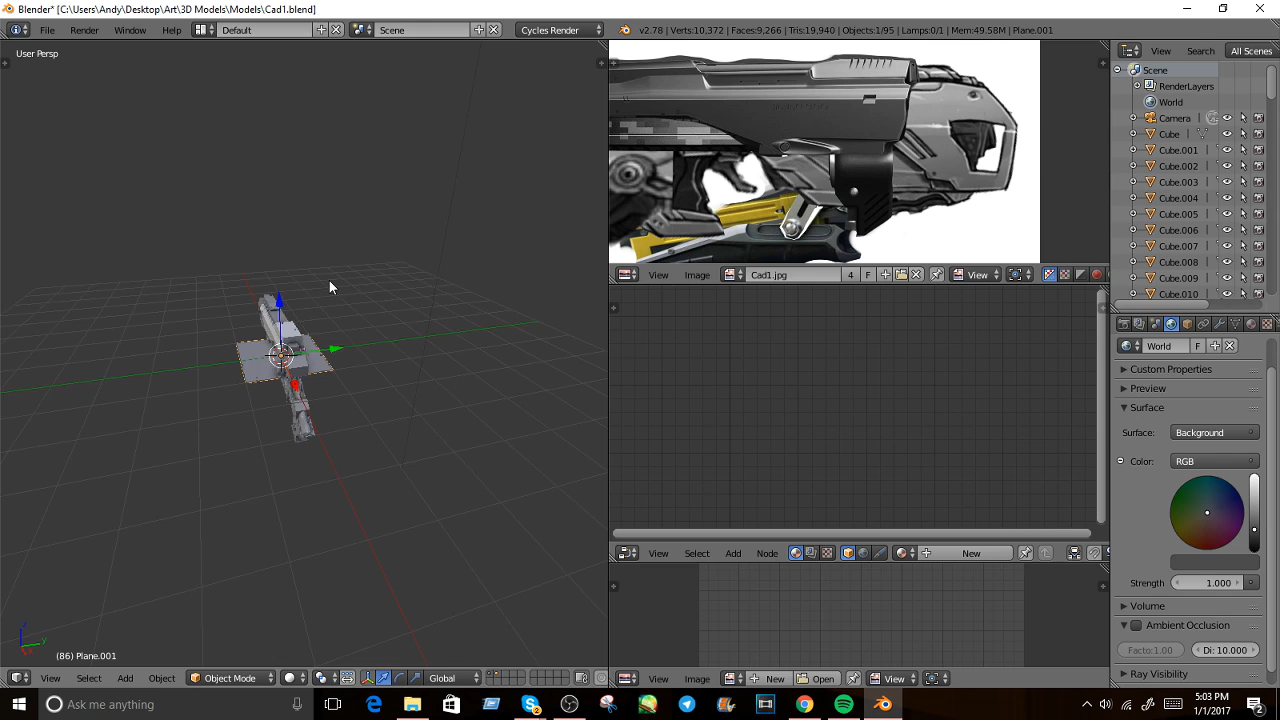 Blender* [C:\Users\Andy\Desktop\Art\3D Models\Models\Cad1.blend]
File Render Window Help Default Scene Cycles Render v2.78 | Verts:10,372 | Faces:9,266 | Tris:19,940 | Objects:1/95 | Lamps:0/1 | Mem:49.58M | Plane.001
User Persp
View Search All Scenes
Scene
RenderLayers
World
Camera
Cube
Cube.001
Cube.002
Cube.003
Cube.004
Cube.005
Cube.006
Cube.007
Cube.008
Cube.009
Cube.010
View Image Cad1.jpg 4 F View
World F
Custom Properties
Preview
Surface
Surface: Background
Color: RGB
Strength 1.000
Volume
Ambient Occlusion
Facto:1.00 Di: 10.000
Ray Visibility
View Select Add Node New
(86) Plane.001
View Select Add Object Object Mode Global
View Image New Open View
Ask me anything
5:03 PM
1/1/2017